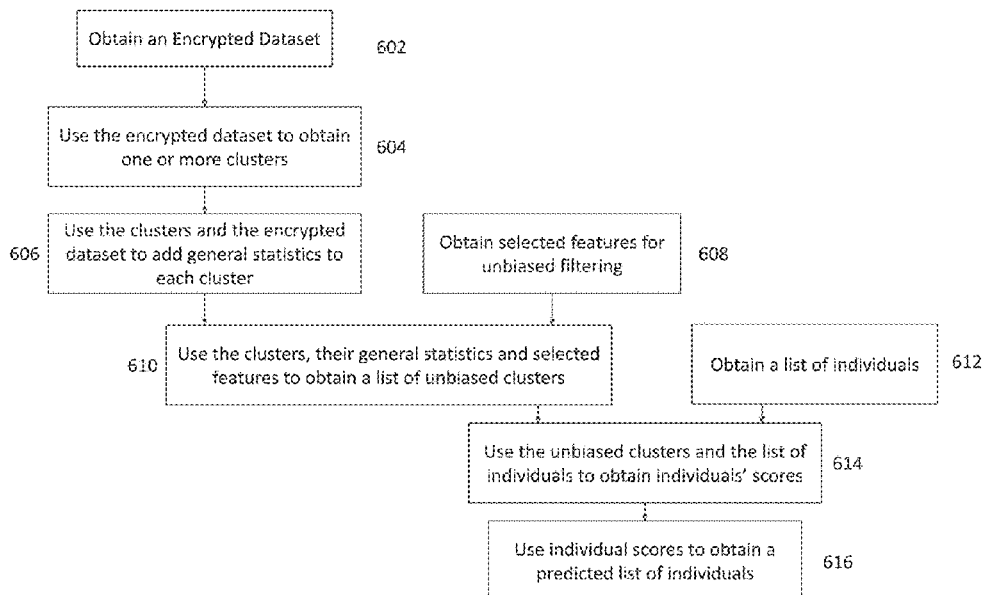 Obtain an Encrypted Dataset
602
Use the encrypted dataset to obtain
one or more clusters
604
606
Use the clusters and the encrypted
dataset to add general statistics to
each cluster
Obtain selected features for
unbiased filtering
608
610
Use the clusters, their general statistics and selected
features to obtain a list of unbiased clusters
Obtain a list of individuals
612
Use the unbiased clusters and the list of
individuals to obtain individuals' scores
614
Use individual scores to obtain a
predicted list of individuals
616